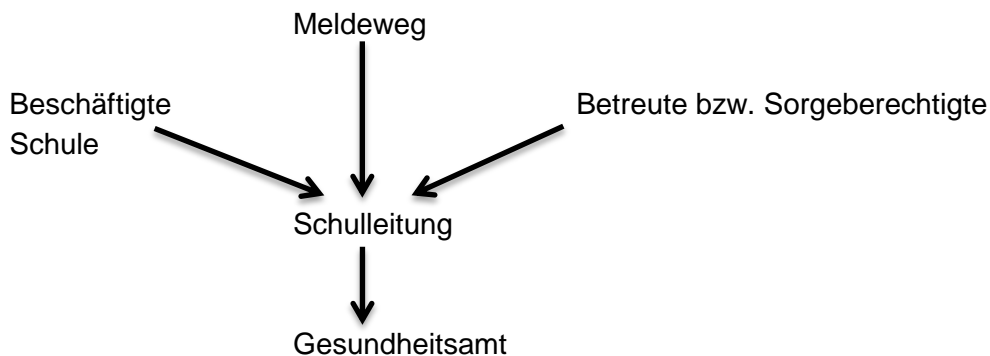 Meldeweg
Beschäftigte
Schule
Betreute bzw. Sorgeberechtigte
Schulleitung
Gesundheitsamt